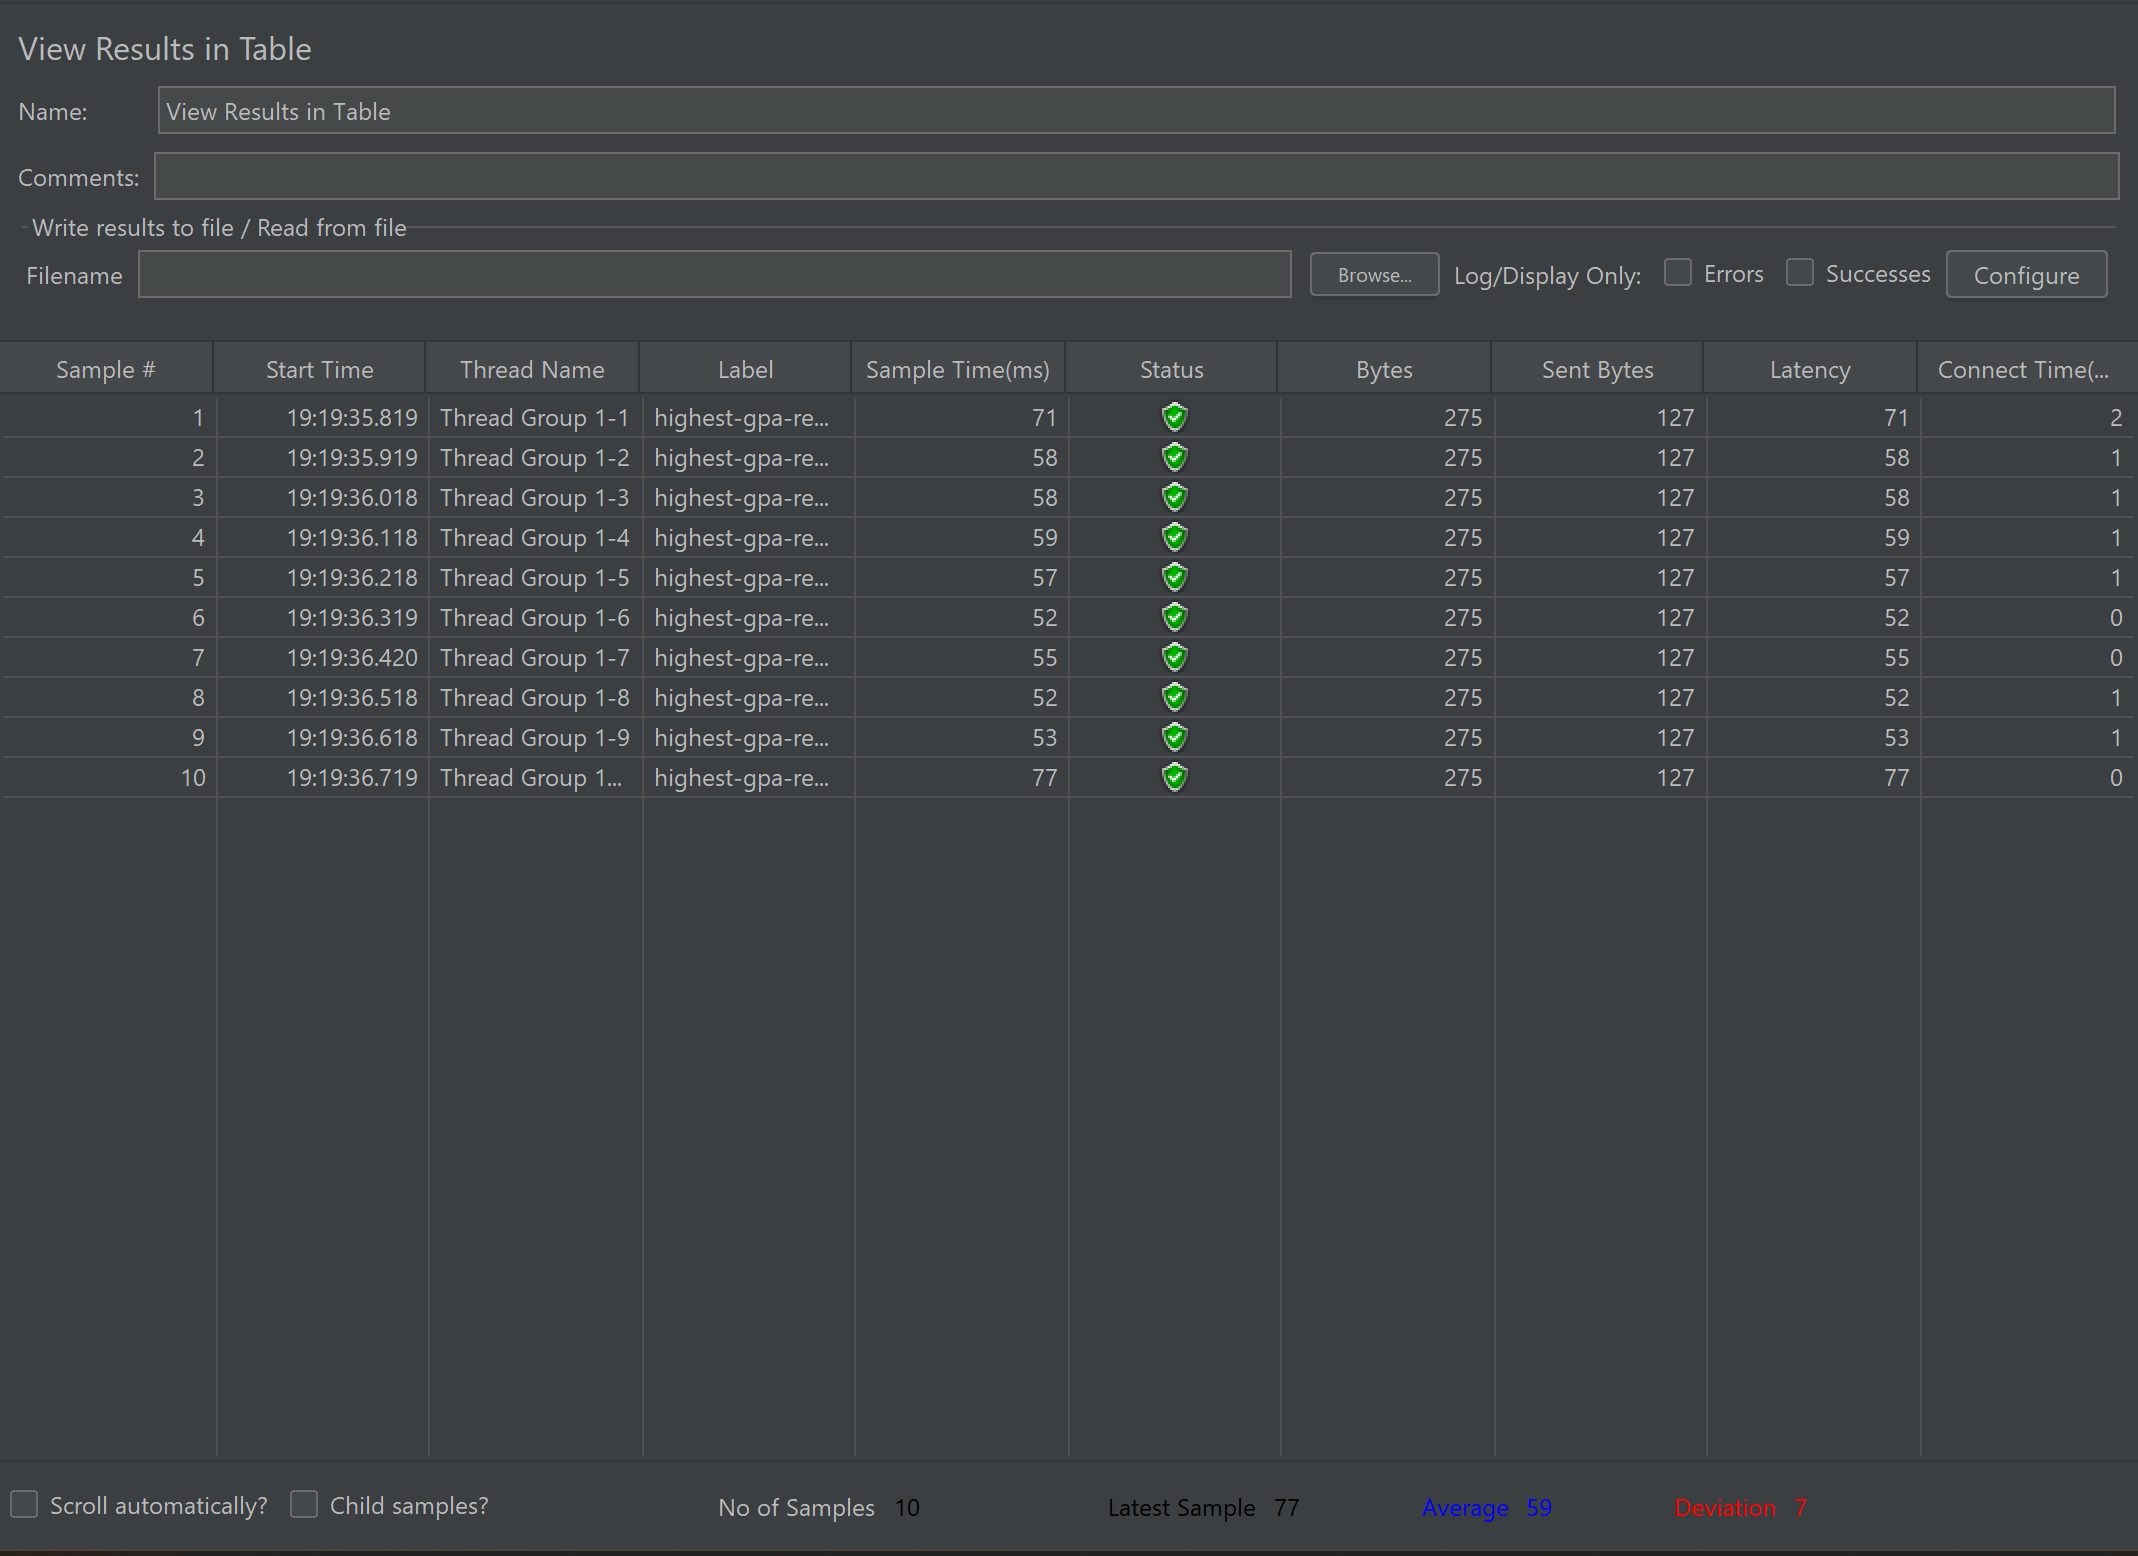 View Results in Table
Name: View Results in Table
Comments:
Write results to file / Read from file
Filename Browse... Log/Display Only: Errors Successes Configure
Sample # Start Time Thread Name Label Sample Time(ms) Status Bytes Sent Bytes Latency Connect Time(...
1 19:19:35.819 Thread Group 1-1 highest-gpa-re... 71 275 127 71 2
2 19:19:35.919 Thread Group 1-2 highest-gpa-re... 58 275 127 58 1
3 19:19:36.018 Thread Group 1-3 highest-gpa-re... 58 275 127 58 1
4 19:19:36.118 Thread Group 1-4 highest-gpa-re... 59 275 127 59 1
5 19:19:36.218 Thread Group 1-5 highest-gpa-re... 57 275 127 57 1
6 19:19:36.319 Thread Group 1-6 highest-gpa-re... 52 275 127 52 0
7 19:19:36.420 Thread Group 1-7 highest-gpa-re... 55 275 127 55 0
8 19:19:36.518 Thread Group 1-8 highest-gpa-re... 52 275 127 52 1
9 19:19:36.618 Thread Group 1-9 highest-gpa-re... 53 275 127 53 1
10 19:19:36.719 Thread Group 1... highest-gpa-re... 77 275 127 77 0
Scroll automatically? Child samples? No of Samples 10 Latest Sample 77 Average 59 Deviation 7